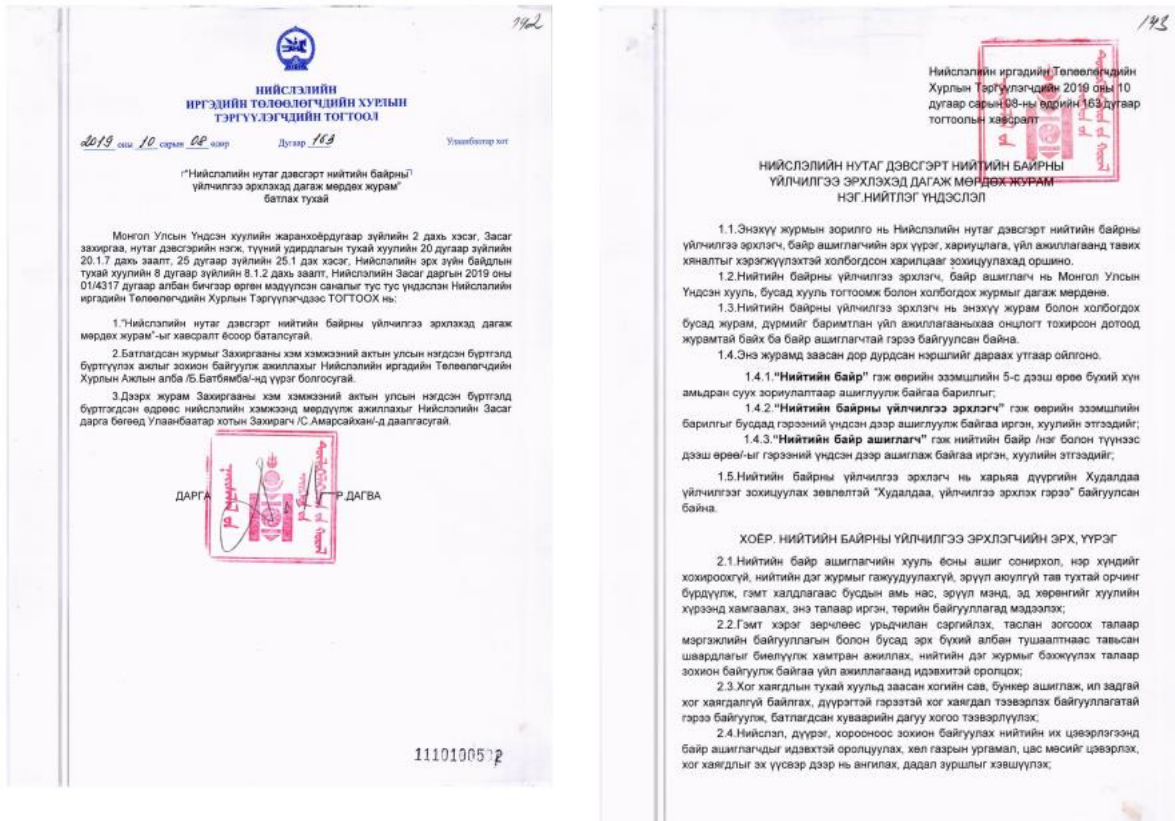 192
НИЙСЛЭЛИЙН
ИРГЭДИЙН ТӨЛӨӨЛӨГЧДИЙН ХУРЛЫН
ТЭРГҮҮЛЭГЧДИЙН ТОГТООЛ
2019 оны 10 сарын 08 өдөр Дугаар 163 Улаанбаатар хот
"Нийслэлийн нутаг дэвсгэрт нийтийн байрны
үйлчилгээ эрхлэхэд дагаж мөрдөх журам"
батлах тухай
Монгол Улсын Үндсэн хуулийн жаранхоёрдугаар зүйлийн 2 дахь хэсэг, Засаг
захиргаа, нутаг дэвсгэрийн нэгж, түүний удирдлагын тухай хуулийн 20 дугаар зүйлийн
20.1.7 дахь заалт, 25 дугаар зүйлийн 25.1 дэх хэсэг, Нийслэлийн эрх зүйн байдлын
тухай хуулийн 8 дугаар зүйлийн 8.1.2 дахь заалт, Нийслэлийн Засаг даргын 2019 оны
01/4317 дугаар албан бичгээр өргөн мэдүүлсэн саналыг тус тус үндэслэн Нийслэлийн
иргэдийн Төлөөлөгчдийн Хурлын Тэргүүлэгчдээс ТОГТООХ нь:
1."Нийслэлийн нутаг дэвсгэрт нийтийн байрны үйлчилгээ эрхлэхэд дагаж
мөрдөх журам"-ыг хавсралт ёсоор баталсугай.
2.Батлагдсан журмыг Захиргааны хэм хэмжээний актын улсын нэгдсэн бүртгэлд
бүртгүүлэх ажлыг зохион байгуулж ажиллахыг Нийслэлийн иргэдийн Төлөөлөгчдийн
Хурлын Ажлын алба /Б.Батбямба/-нд үүрэг болгосугай.
3.Дээрх журам Захиргааны хэм хэмжээний актын улсын нэгдсэн бүртгэлд
бүртгэгдсэн өдрөөс нийслэлийн хэмжээнд мөрдүүлж ажиллахыг Нийслэлийн Засаг
дарга бөгөөд Улаанбаатар хотын Захирагч /С.Амарсайхан/-д даалгасугай.
ДАРГА Р.ДАГВА
143
Нийслэлийн иргэдийн Төлөөлөгчдийн
Хурлын Тэргүүлэгчдийн 2019 оны 10
дугаар сарын 08-ны өдрийн 163 дугаар
тогтоолын хавсралт
НИЙСЛЭЛИЙН НУТАГ ДЭВСГЭРТ НИЙТИЙН БАЙРНЫ
ҮЙЛЧИЛГЭЭ ЭРХЛЭХЭД ДАГАЖ МӨРДӨХ ЖУРАМ
НЭГ.НИЙТЛЭГ ҮНДЭСЛЭЛ
1.1.Энэхүү журмын зорилго нь Нийслэлийн нутаг дэвсгэрт нийтийн байрны
үйлчилгээ эрхлэгч, байр ашиглагчийн эрх үүрэг, хариуцлага, үйл ажиллагаанд тавих
хяналтыг хэрэгжүүлэхтэй холбогдсон харилцааг зохицуулахад оршино.
1.2.Нийтийн байрны үйлчилгээ эрхлэгч, байр ашиглагч нь Монгол Улсын
Үндсэн хууль, бусад хууль тогтоомж болон холбогдох журмыг дагаж мөрдөнө.
1.3.Нийтийн байрны үйлчилгээ эрхлэгч нь энэхүү журам болон холбогдох
бусад журам, дүрмийг баримтлан үйл ажиллагааныхаа онцлогт тохирсон дотоод
журамтай байх ба байр ашиглагчтай гэрээ байгуулсан байна.
1.4.Энэ журамд заасан дор дурдсан нэршлийг дараах утгаар ойлгоно.
1.4.1."Нийтийн байр" гэж өөрийн эзэмшлийн 5-с дээш өрөө бүхий хүн
амьдран суух зориулалтаар ашиглуулж байгаа барилгыг;
1.4.2."Нийтийн байрны үйлчилгээ эрхлэгч" гэж өөрийн эзэмшлийн
барилгыг бусдад гэрээний үндсэн дээр ашиглуулж байгаа иргэн, хуулийн этгээдийг;
1.4.3."Нийтийн байр ашиглагч" гэж нийтийн байр /нэг болон түүнээс
дээш өрөө/-ыг гэрээний үндсэн дээр ашиглаж байгаа иргэн, хуулийн этгээдийг;
1.5.Нийтийн байрны үйлчилгээ эрхлэгч нь харьяа дүүргийн Худалдаа
үйлчилгээг зохицуулах зөвлөлтэй "Худалдаа, үйлчилгээ эрхлэх гэрээ" байгуулсан
байна.
ХОЁР. НИЙТИЙН БАЙРНЫ ҮЙЛЧИЛГЭЭ ЭРХЛЭГЧИЙН ЭРХ, ҮҮРЭГ
2.1.Нийтийн байр ашиглагчийн хууль ёсны ашиг сонирхол, нэр хүндийг
хохироохгүй, нийтийн дэг журмыг гажуудуулахгүй, эрүүл аюулгүй тав тухтай орчинг
бүрдүүлж, гэмт халдлагаас бусдын амь нас, эрүүл мэнд, эд хөрөнгийг хуулийн
хүрээнд хамгаалах, энэ талаар иргэн, төрийн байгууллагад мэдээлэх;
2.2.Гэмт хэрэг зөрчлөөс урьдчилан сэргийлэх, таслан зогсоох талаар
мэргэжлийн байгууллагын болон бусад эрх бүхий албан тушаалтнаас тавьсан
шаардлагыг биелүүлж хамтран ажиллах, нийтийн дэг журмыг бэхжүүлэх талаар
зохион байгуулж байгаа үйл ажиллагаанд идэвхитэй оролцох;
2.3.Хог хаягдлын тухай хуульд заасан хогийн сав, бункер ашиглаж, ил задгай
хог хаягдалгүй байлгах, дүүрэгтэй гэрээтэй хог хаягдал тээвэрлэх байгууллагатай
гэрээ байгуулж, батлагдсан хуваарийн дагуу хогоо тээвэрлүүлэх;
2.4.Нийслэл, дүүрэг, хорооноос зохион байгуулах нийтийн их цэвэрлэгээнд
байр ашиглагчдыг идэвхтэй оролцуулах, хөл газрын ургамал, цас мөсийг цэвэрлэх,
хог хаягдлыг эх үүсвэр дээр нь ангилах, дадал зуршлыг хэвшүүлэх;